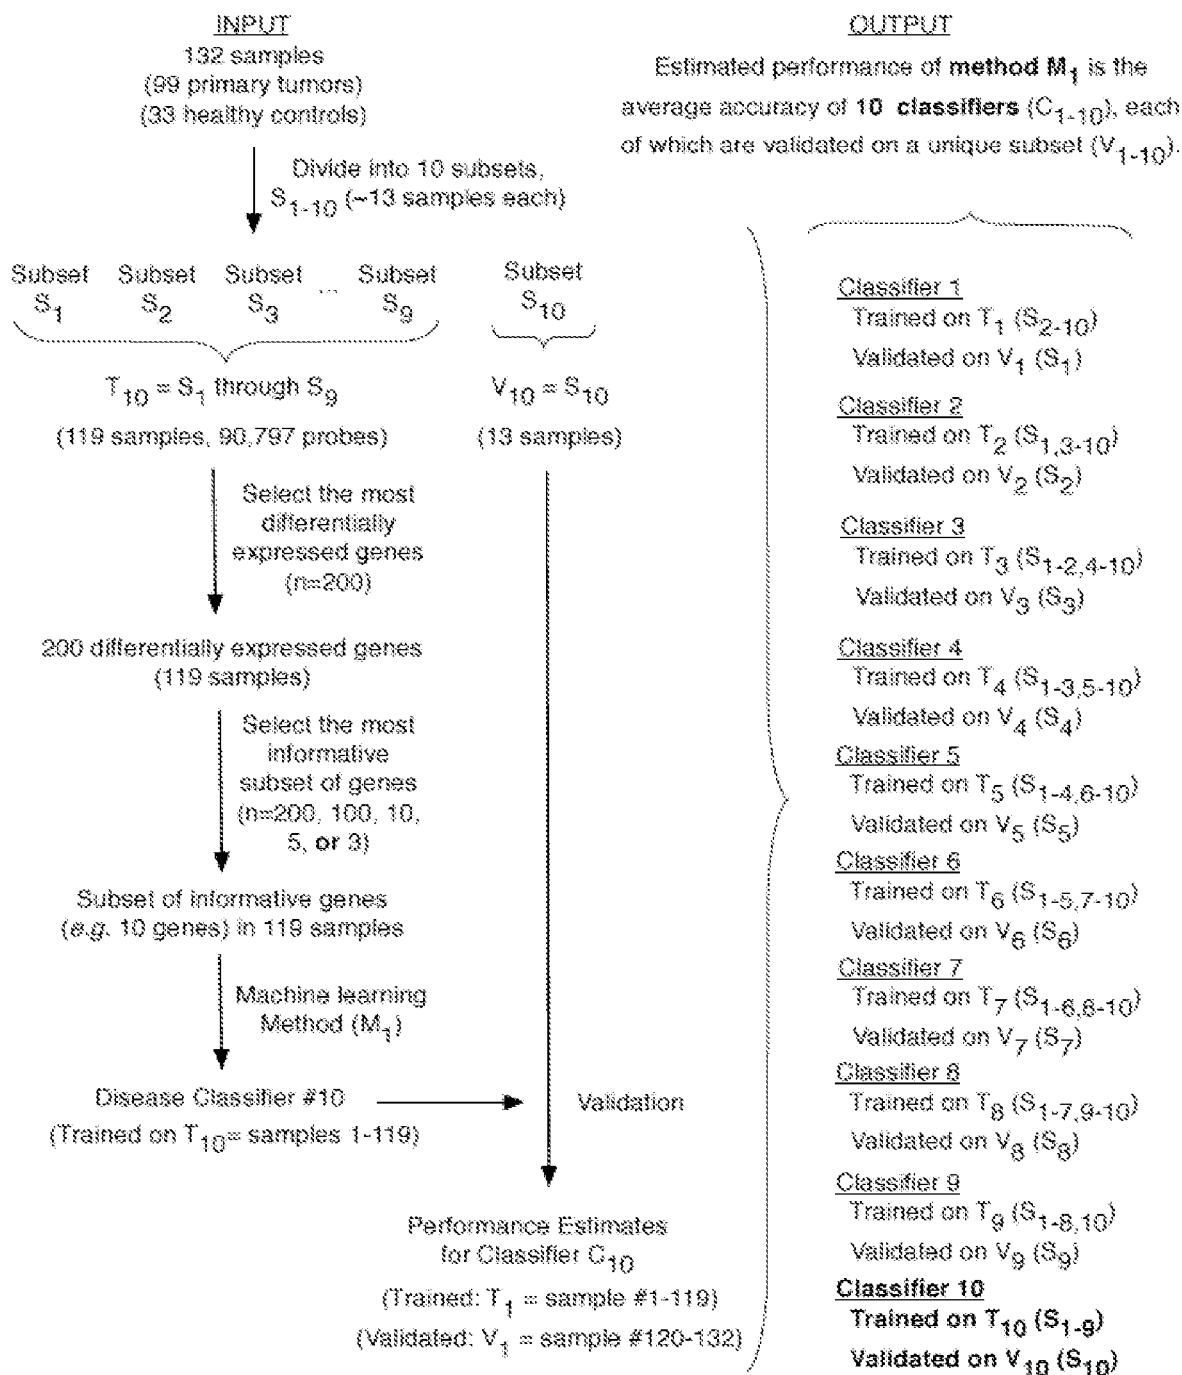 INPUT
132 samples
(99 primary tumors)
(33 healthy controls)
Divide into 10 subsets,
S1-10 (~13 samples each)
Subset S1
Subset S2
Subset S3
...
Subset S9
Subset S10
T10 = S1 through S9
(119 samples, 90,797 probes)
V10 = S10
(13 samples)
Select the most
differentially
expressed genes
(n=200)
200 differentially expressed genes
(119 samples)
Select the most
informative
subset of genes
(n=200, 100, 10,
5, or 3)
Subset of informative genes
(e.g. 10 genes) in 119 samples
Machine learning
Method (M1)
Disease Classifier #10
(Trained on T10= samples 1-119)
Validation
Performance Estimates
for Classifier C10
(Trained: T1 = sample #1-119)
(Validated: V1 = sample #120-132)
OUTPUT
Estimated performance of method M1 is the
average accuracy of 10 classifiers (C1-10), each
of which are validated on a unique subset (V1-10).
Classifier 1
Trained on T1 (S2-10)
Validated on V1 (S1)
Classifier 2
Trained on T2 (S1,3-10)
Validated on V2 (S2)
Classifier 3
Trained on T3 (S1-2,4-10)
Validated on V3 (S3)
Classifier 4
Trained on T4 (S1-3,5-10)
Validated on V4 (S4)
Classifier 5
Trained on T5 (S1-4,6-10)
Validated on V5 (S5)
Classifier 6
Trained on T6 (S1-5,7-10)
Validated on V6 (S6)
Classifier 7
Trained on T7 (S1-6,8-10)
Validated on V7 (S7)
Classifier 8
Trained on T8 (S1-7,9-10)
Validated on V8 (S8)
Classifier 9
Trained on T9 (S1-8,10)
Validated on V9 (S9)
Classifier 10
Trained on T10 (S1-9)
Validated on V10 (S10)